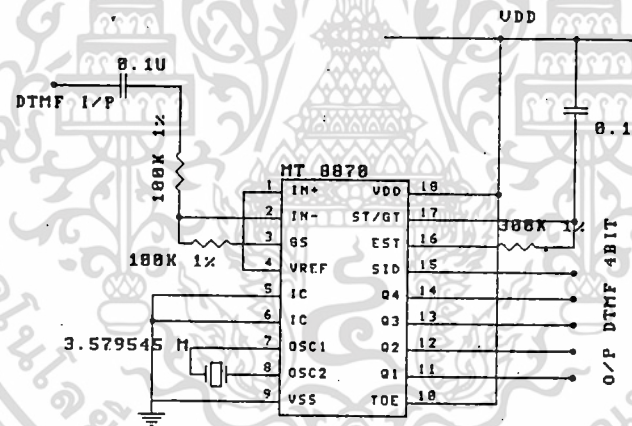 VDD
0.1U
DTMF I/P
100K 1%
0.1
MT 8870
1 IN+ VDD 18
2 IN- ST/GT 17
300K 1%
3 GS EST 16
100K 1%
4 VREF SID 15
5 IC Q4 14
6 IC Q3 13
3.579545 M
7 OSC1 Q2 12
8 OSC2 Q1 11
9 VSS TOE 10
O/P DTMF 4BIT